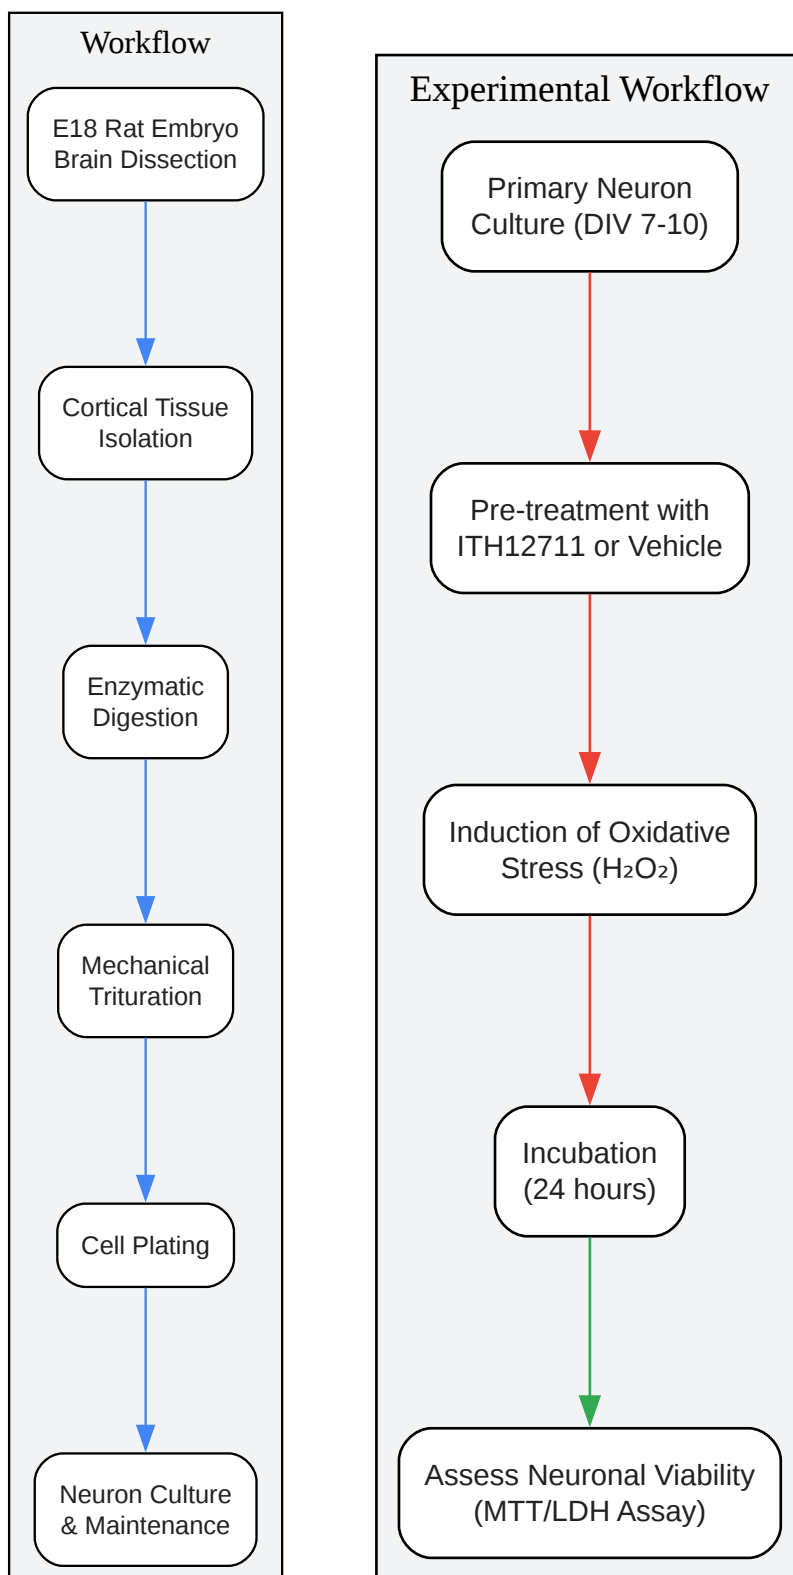 Workflow
E18 Rat Embryo
Brain Dissection
Cortical Tissue
Isolation
Enzymatic
Digestion
Mechanical
Trituration
Cell Plating
Neuron Culture
& Maintenance
Experimental Workflow
Primary Neuron
Culture (DIV 7-10)
Pre-treatment with
ITH12711 or Vehicle
Induction of Oxidative
Stress (H₂O₂)
Incubation
(24 hours)
Assess Neuronal Viability
(MTT/LDH Assay)